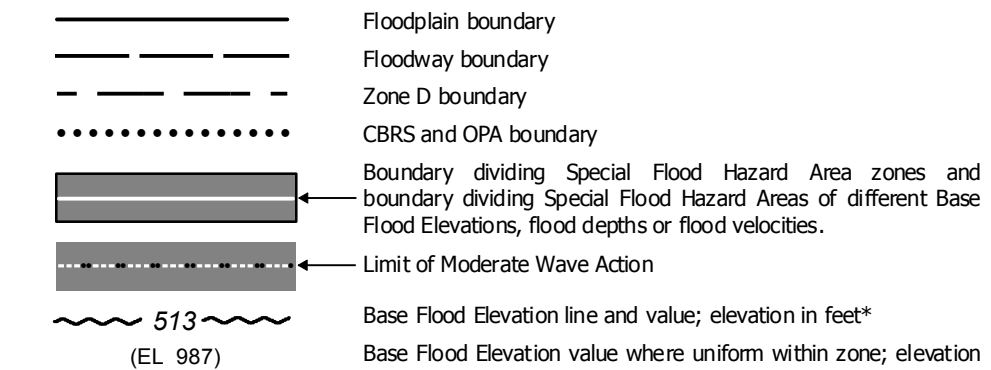 Floodplain boundary
Floodway boundary
Zone D boundary
CBRS and OPA boundary
Boundary dividing Special Flood Hazard Area zones and
boundary dividing Special Flood Hazard Areas of different Base
Flood Elevations, flood depths or flood velocities.
Limit of Moderate Wave Action
513 Base Flood Elevation line and value; elevation in feet*
(EL 987) Base Flood Elevation value where uniform within zone; elevation